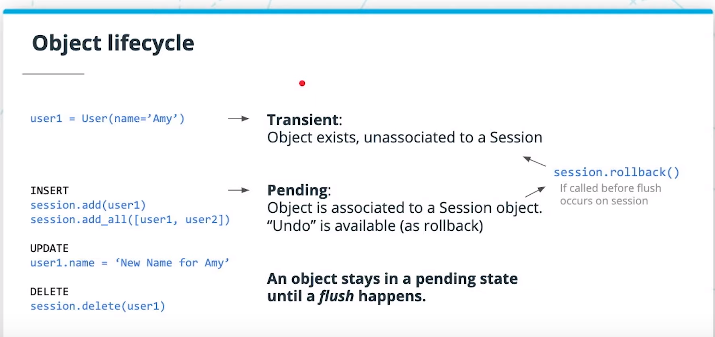 Object lifecycle
user1 = User(name=’Amy’)
Transient:
Object exists, unassociated to a Session
session.rollback()
If called before flush
occurs on session
INSERT
session.add(user1)
session.add_all([user1, user2])
Pending:
Object is associated to a Session object.
“Undo” is available (as rollback)
UPDATE
user1.name = ‘New Name for Amy’
DELETE
session.delete(user1)
An object stays in a pending state
until a flush happens.